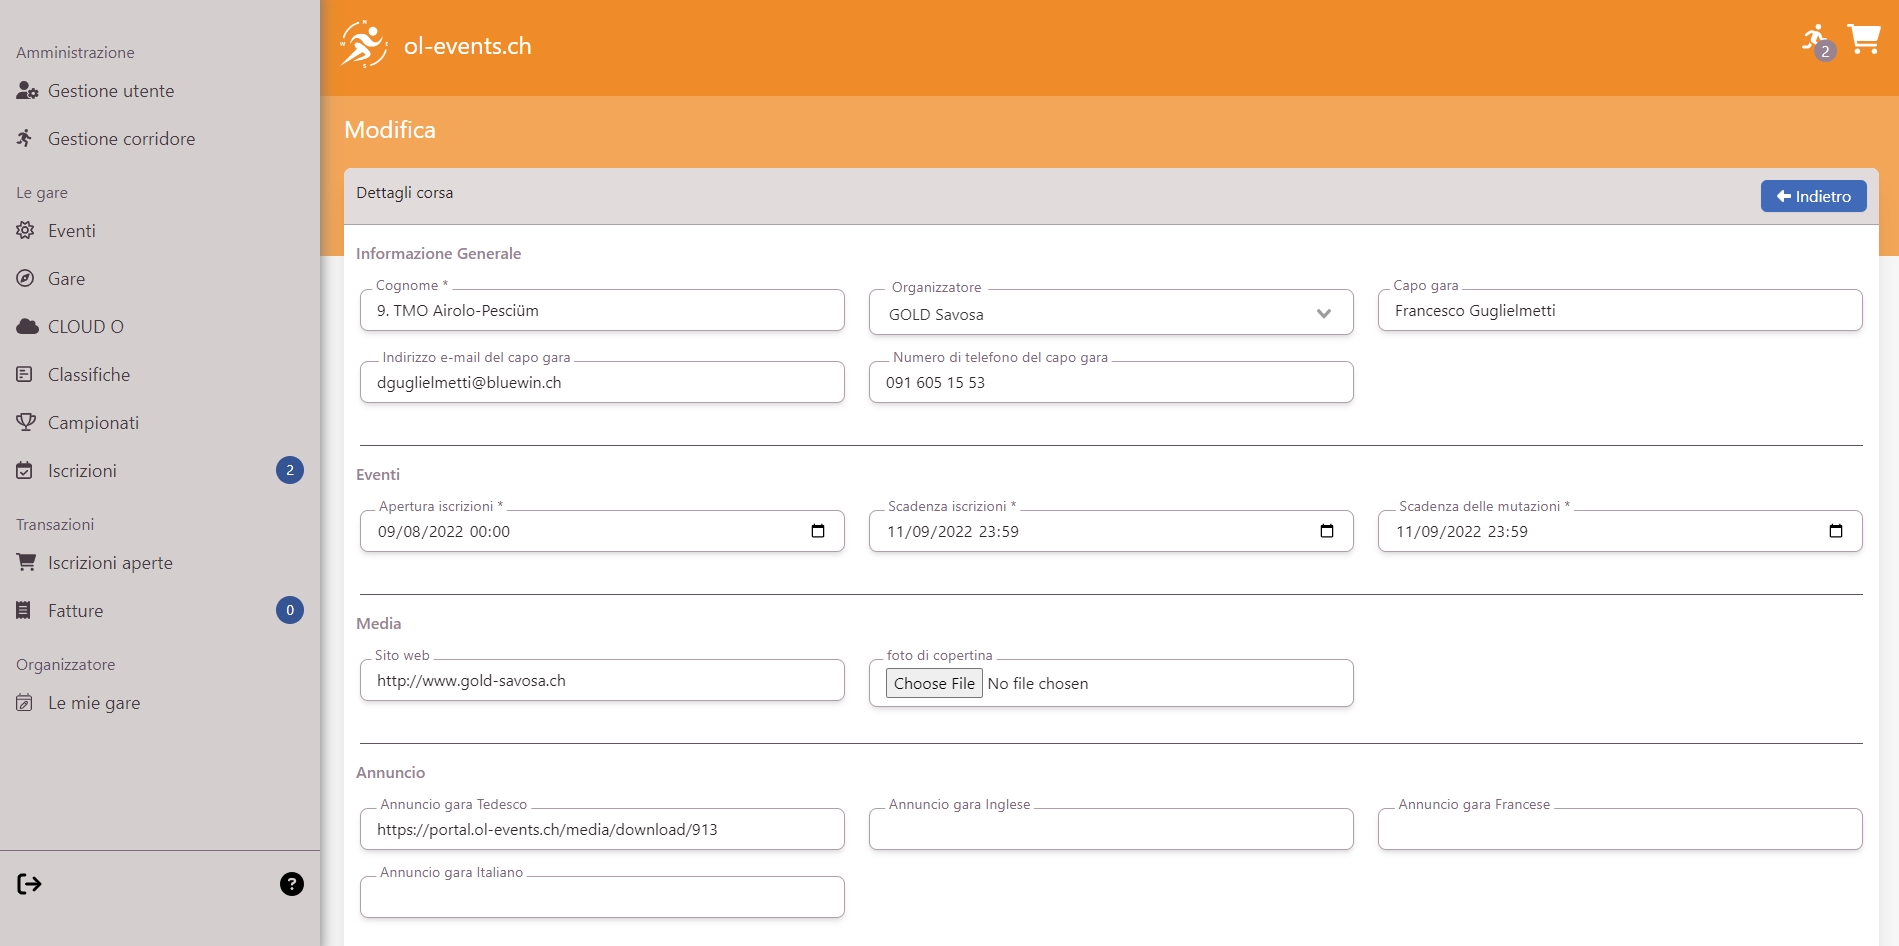 Amministrazione
Gestione utente
Gestione corridore
Le gare
Eventi
Gare
CLOUD O
Classifiche
Campionati
Iscrizioni 2
Transazioni
Iscrizioni aperte
Fatture 0
Organizzatore
Le mie gare
?
N
W E
S
ol-events.ch
2
Modifica
Dettagli corsa
Indietro
Informazione Generale
Cognome *
9. TMO Airolo-Pesciüm
Organizzatore
GOLD Savosa
Capo gara
Francesco Guglielmetti
Indirizzo e-mail del capo gara
dguglielmetti@bluewin.ch
Numero di telefono del capo gara
091 605 15 53
Eventi
Apertura iscrizioni *
09/08/2022 00:00
Scadenza iscrizioni *
11/09/2022 23:59
Scadenza delle mutazioni *
11/09/2022 23:59
Media
Sito web
http://www.gold-savosa.ch
foto di copertina
Choose File No file chosen
Annuncio
Annuncio gara Tedesco
https://portal.ol-events.ch/media/download/913
Annuncio gara Inglese
Annuncio gara Francese
Annuncio gara Italiano